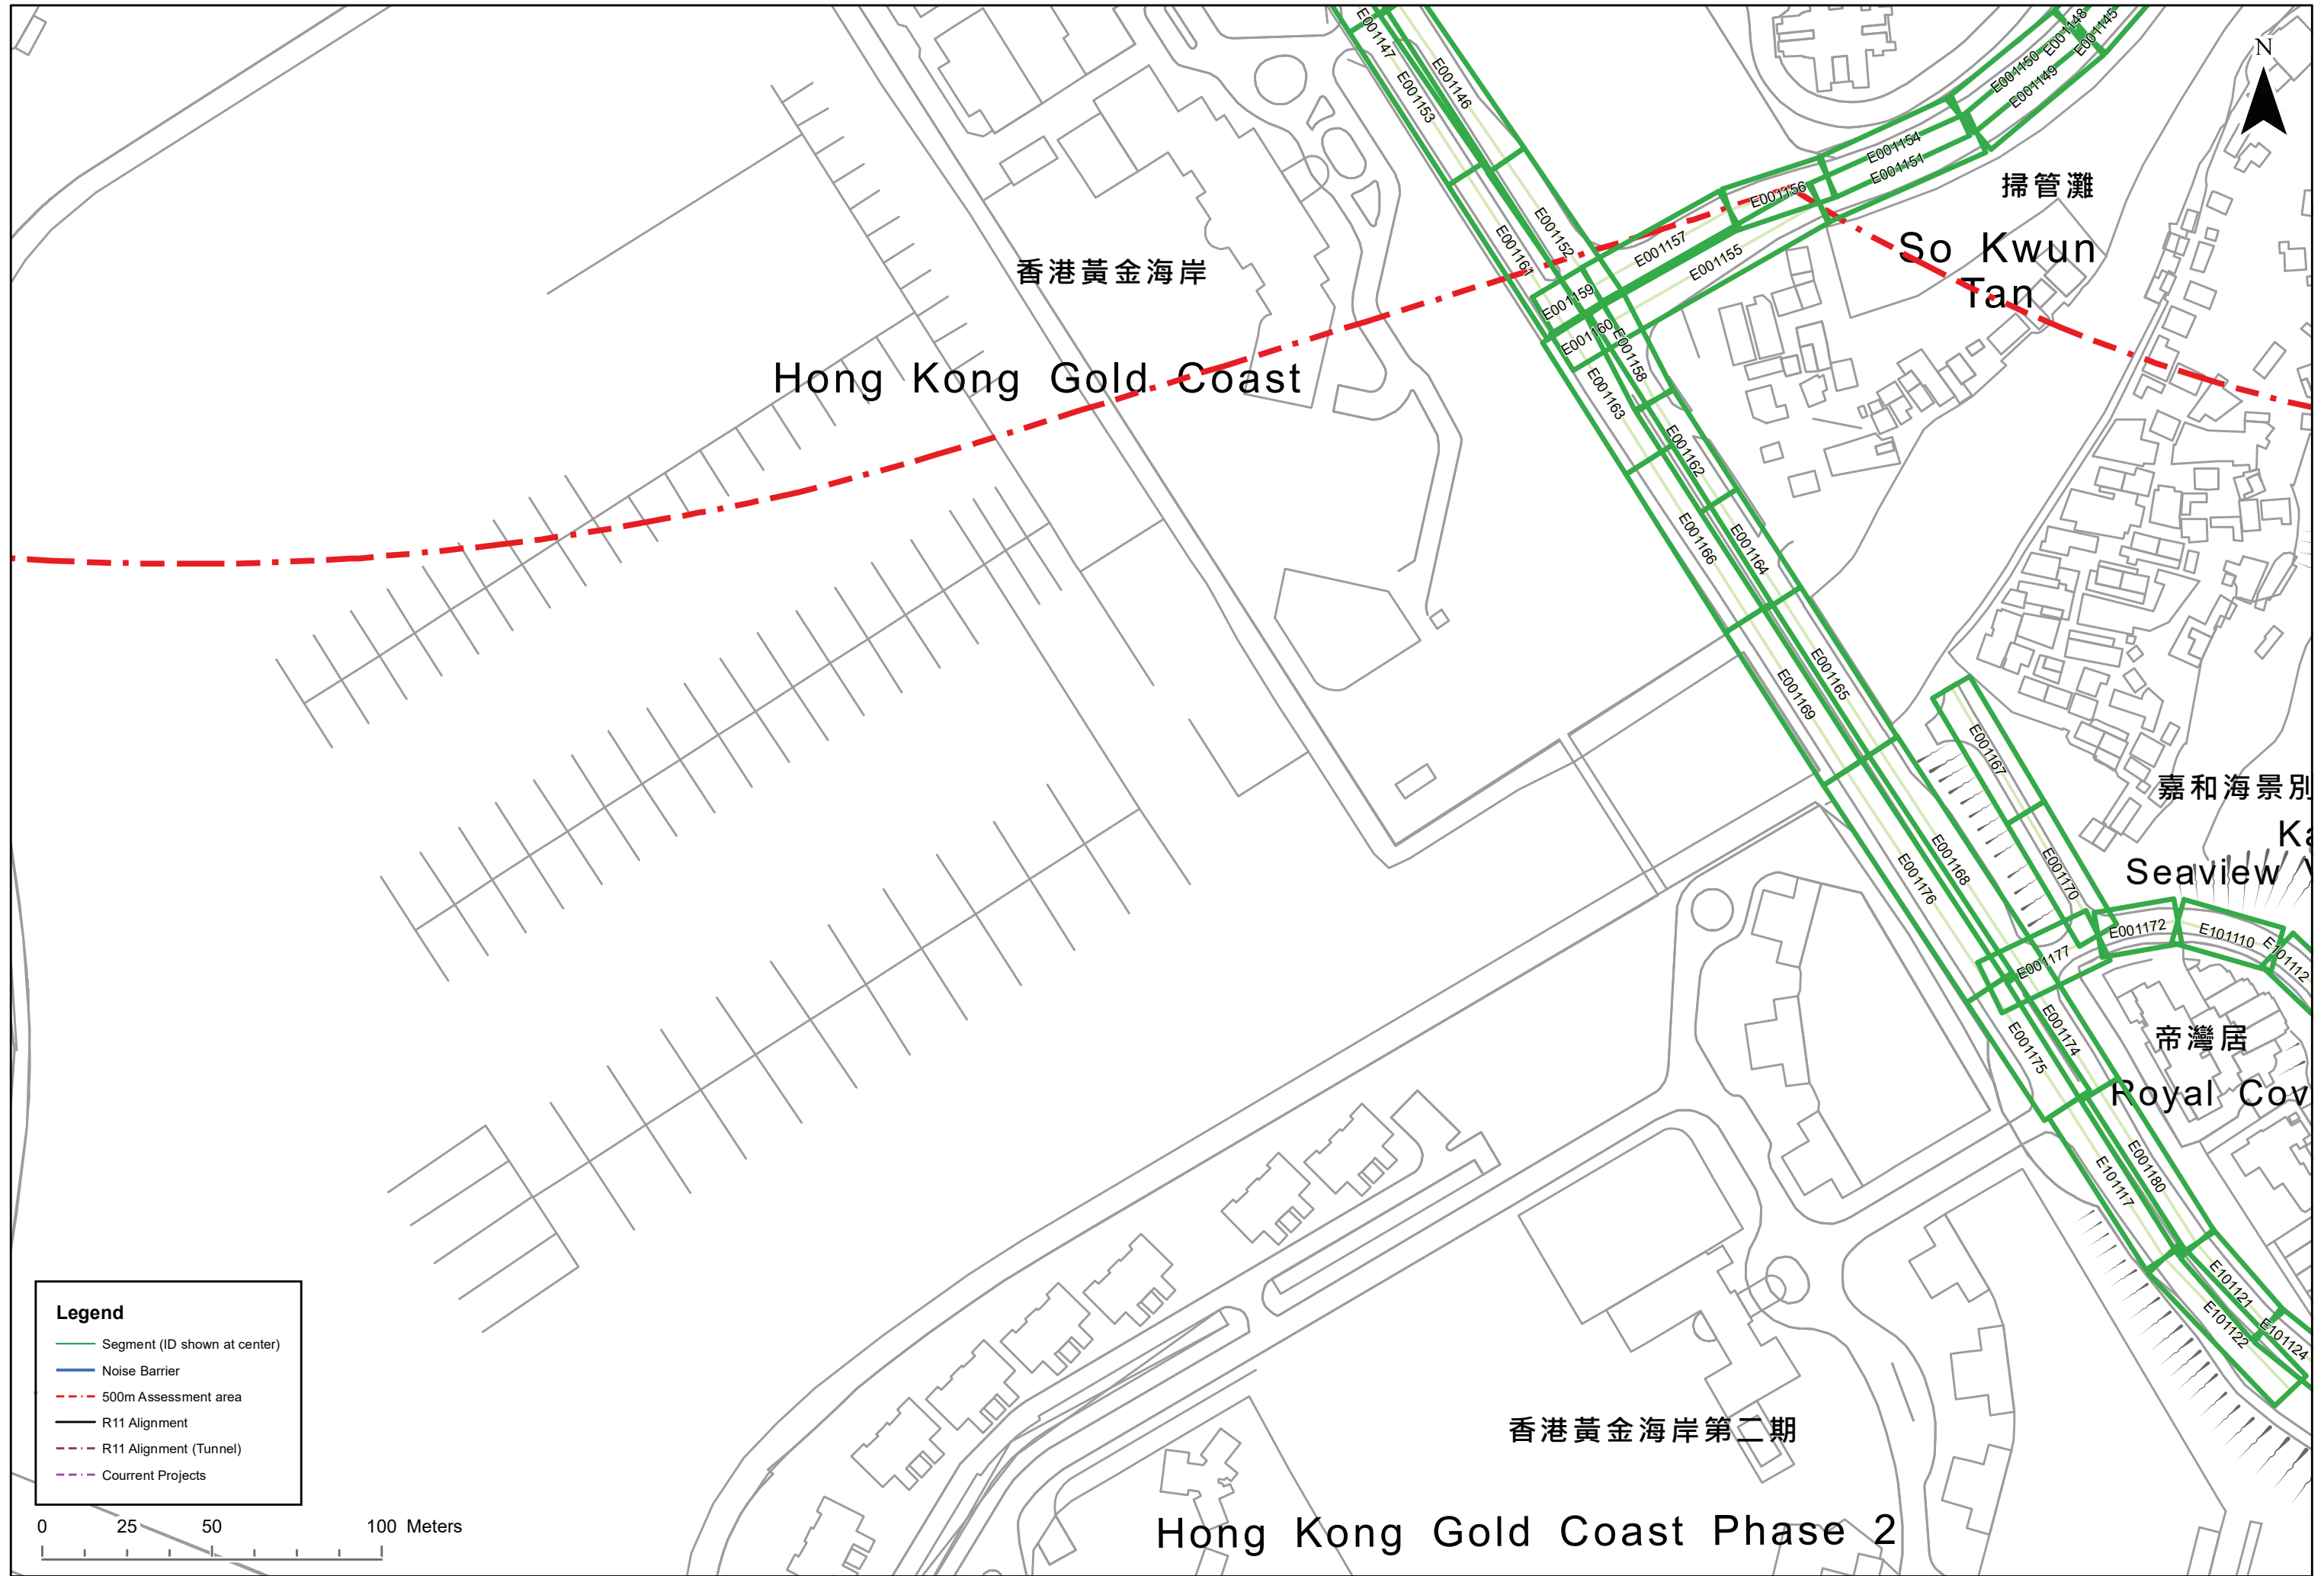 E001147
E001153
E001146
E001148
E001145
E001150
E001149
N
E001154
E001151
掃管灘
So Kwun
Tan
E001156
E001152
E001161
E001157
E001155
香港黃金海岸
Hong Kong Gold Coast
E001159
E001160
E001158
E001163
E001162
E001166
E001164
E001165
E001169
E001167
嘉和海景別
Ka
Seaview V
E001168
E001176
E001170
E001172
E101110
E101112
E001177
E001174
E001175
帝灣居
Royal Cov
E101117
E001180
E101121
E101122
E101124
香港黃金海岸第二期
Hong Kong Gold Coast Phase 2
Legend
Segment (ID shown at center)
Noise Barrier
500m Assessment area
R11 Alignment
R11 Alignment (Tunnel)
Courrent Projects
0 25 50 100 Meters